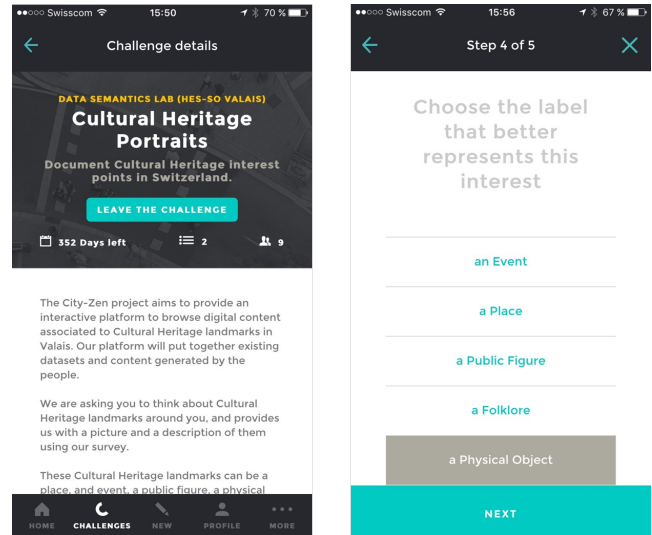 ●●○○○ Swisscom 15:50 70 %
Challenge details
DATA SEMANTICS LAB (HES-SO VALAIS)
Cultural Heritage
Portraits
Document Cultural Heritage interest
points in Switzerland.
LEAVE THE CHALLENGE
352 Days left 2 9
The City-Zen project aims to provide an
interactive platform to browse digital content
associated to Cultural Heritage landmarks in
Valais. Our platform will put together existing
datasets and content generated by the
people.
We are asking you to think about Cultural
Heritage landmarks around you, and provides
us with a picture and a description of them
using our survey.
These Cultural Heritage landmarks can be a
place, and event, a public figure, a physical
HOME CHALLENGES NEW PROFILE MORE
●●○○○ Swisscom 15:56 67 %
Step 4 of 5
Choose the label
that better
represents this
interest
an Event
a Place
a Public Figure
a Folklore
a Physical Object
NEXT